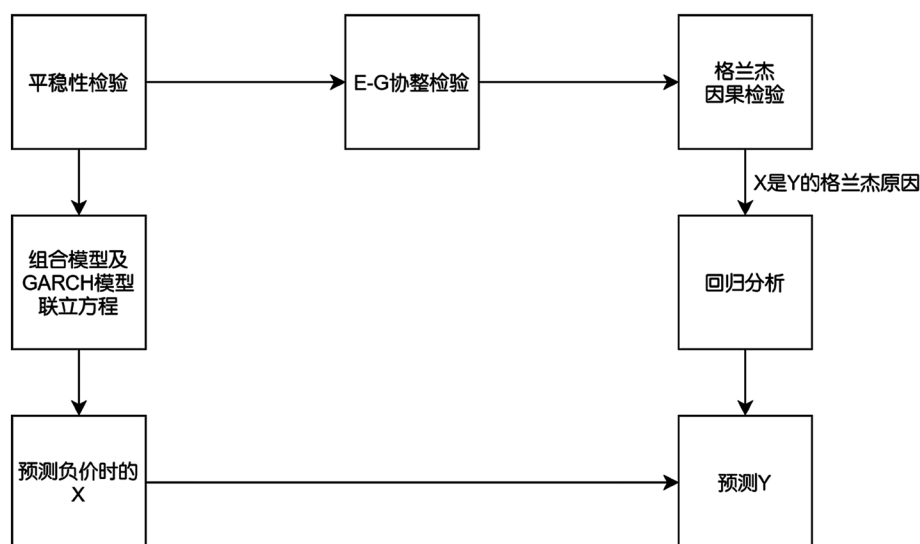 平稳性检验
E-G协整检验
格兰杰
因果检验
X是Y的格兰杰原因
组合模型及
GARCH模型
联立方程
回归分析
预测负价时的
X
预测Y